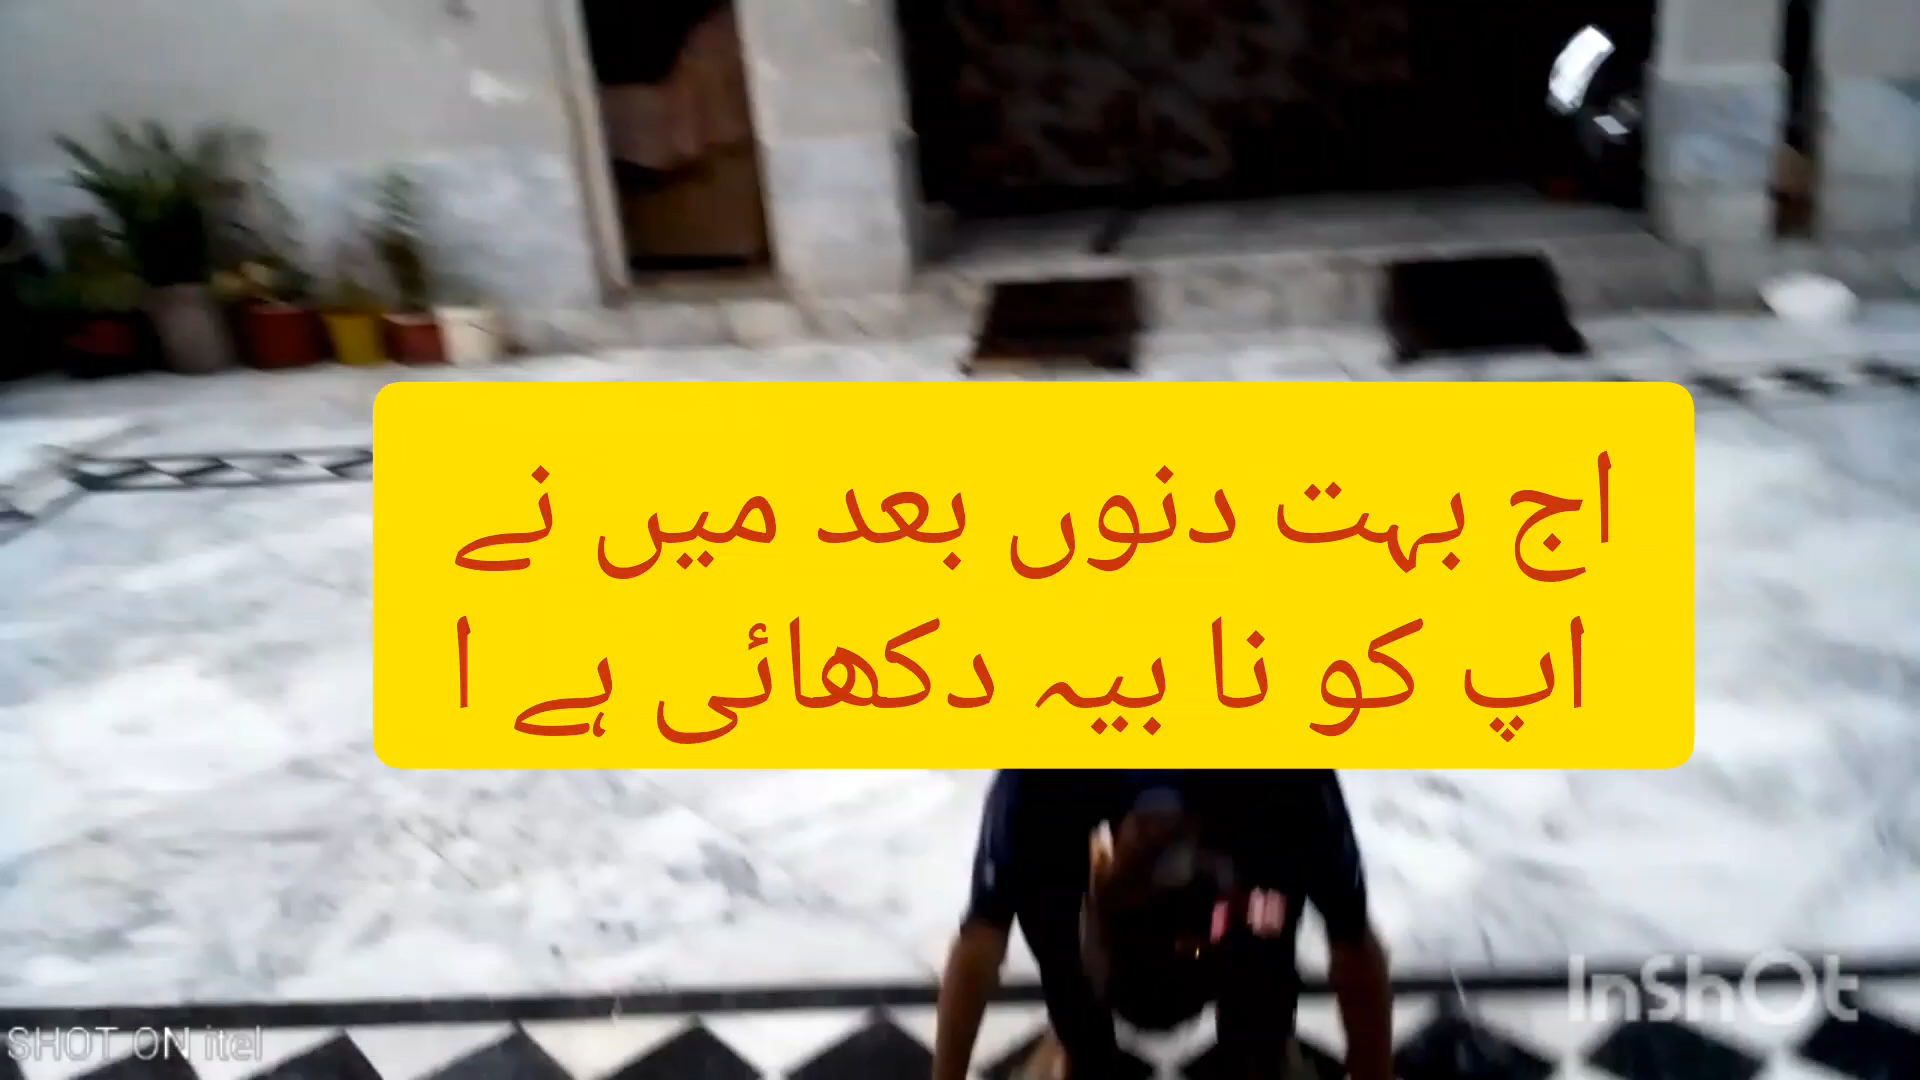 اج بہت دنوں بعد میں نے
اپ کو نا بیہ دکھائی ہے ا
InShOt
SHOT ON itel